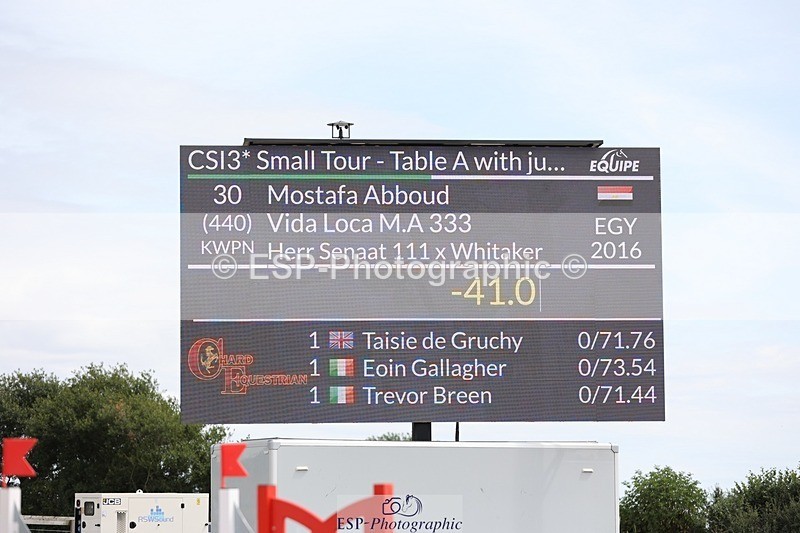 CSI3* Small Tour - Table A with ju...
EQUIPE
30 Mostafa Abboud
(440) Vida Loca M.A 333 EGY
KWPN Herr Senaat 111 x Whitaker 2016
© ESP-Photographic ©
-41.0
CHARD EQUESTRIAN
1 Taisie de Gruchy 0/71.76
1 Eoin Gallagher 0/73.54
1 Trevor Breen 0/71.44
JCB
RSWSound
ESP-Photographic